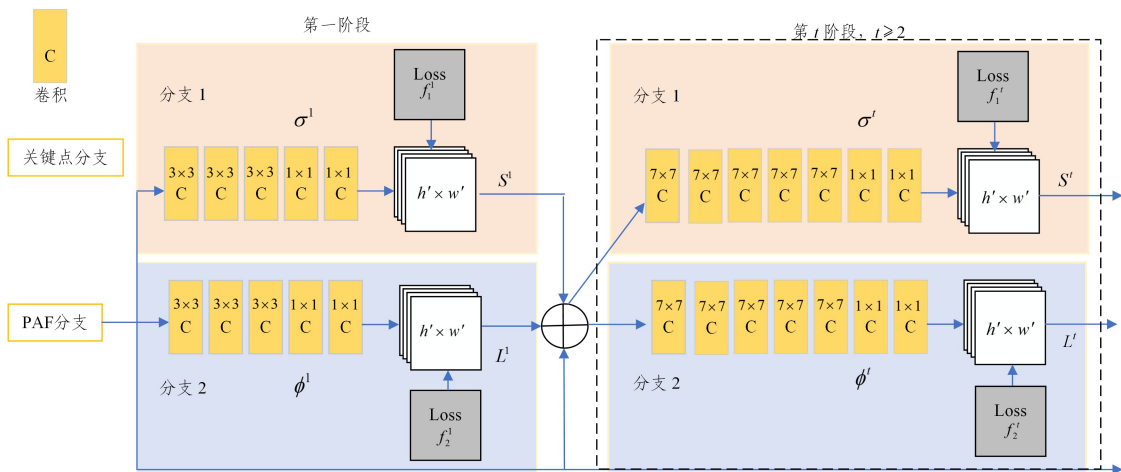 C
卷积
关键点分支
PAF分支
第一阶段
分支 1
Loss
f₁¹
σ¹
3×3 C
3×3 C
3×3 C
1×1 C
1×1 C
h′× w′
S¹
3×3 C
3×3 C
3×3 C
1×1 C
1×1 C
h′× w′
L¹
分支 2
ϕ¹
Loss
f₂¹
第 t 阶段，t⩾2
分支 1
Loss
f₁ᵗ
σᵗ
7×7 C
7×7 C
7×7 C
7×7 C
7×7 C
1×1 C
1×1 C
h′× w′
Sᵗ
7×7 C
7×7 C
7×7 C
7×7 C
7×7 C
1×1 C
1×1 C
h′× w′
Lᵗ
分支 2
ϕᵗ
Loss
f₂ᵗ